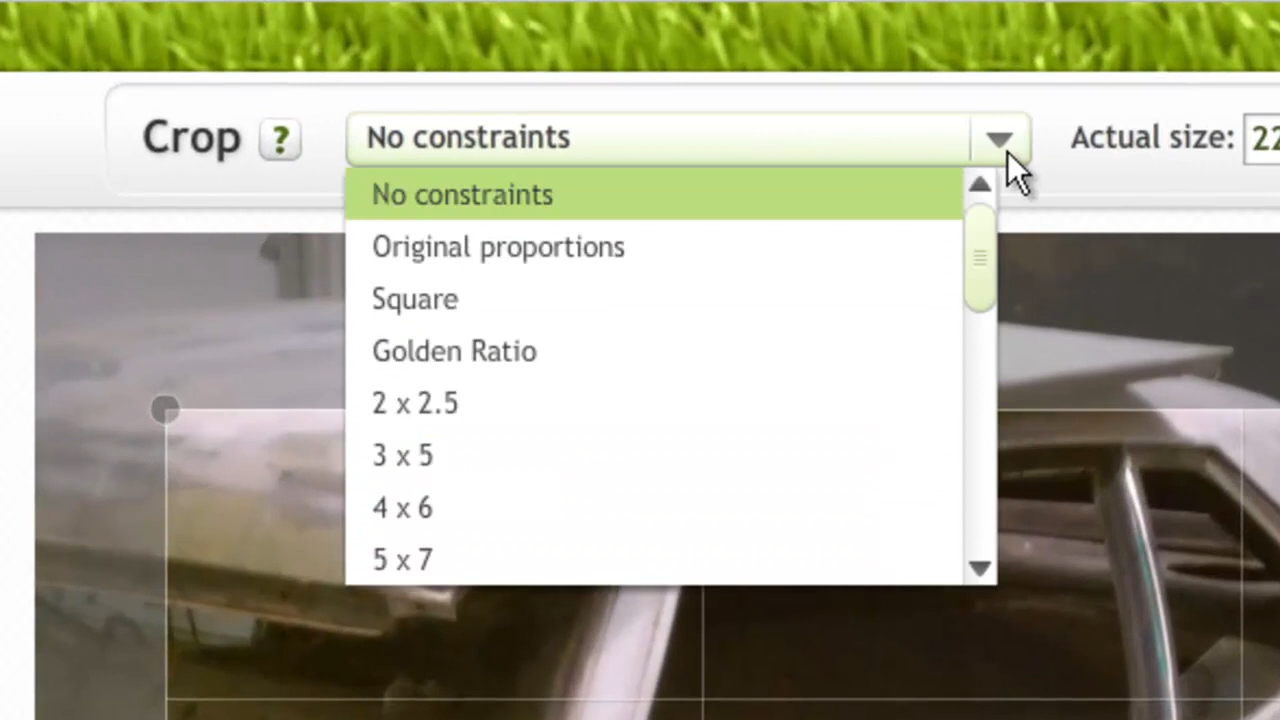 Crop ? No constraints Actual size: 22
No constraints
Original proportions
Square
Golden Ratio
2 x 2.5
3 x 5
4 x 6
5 x 7